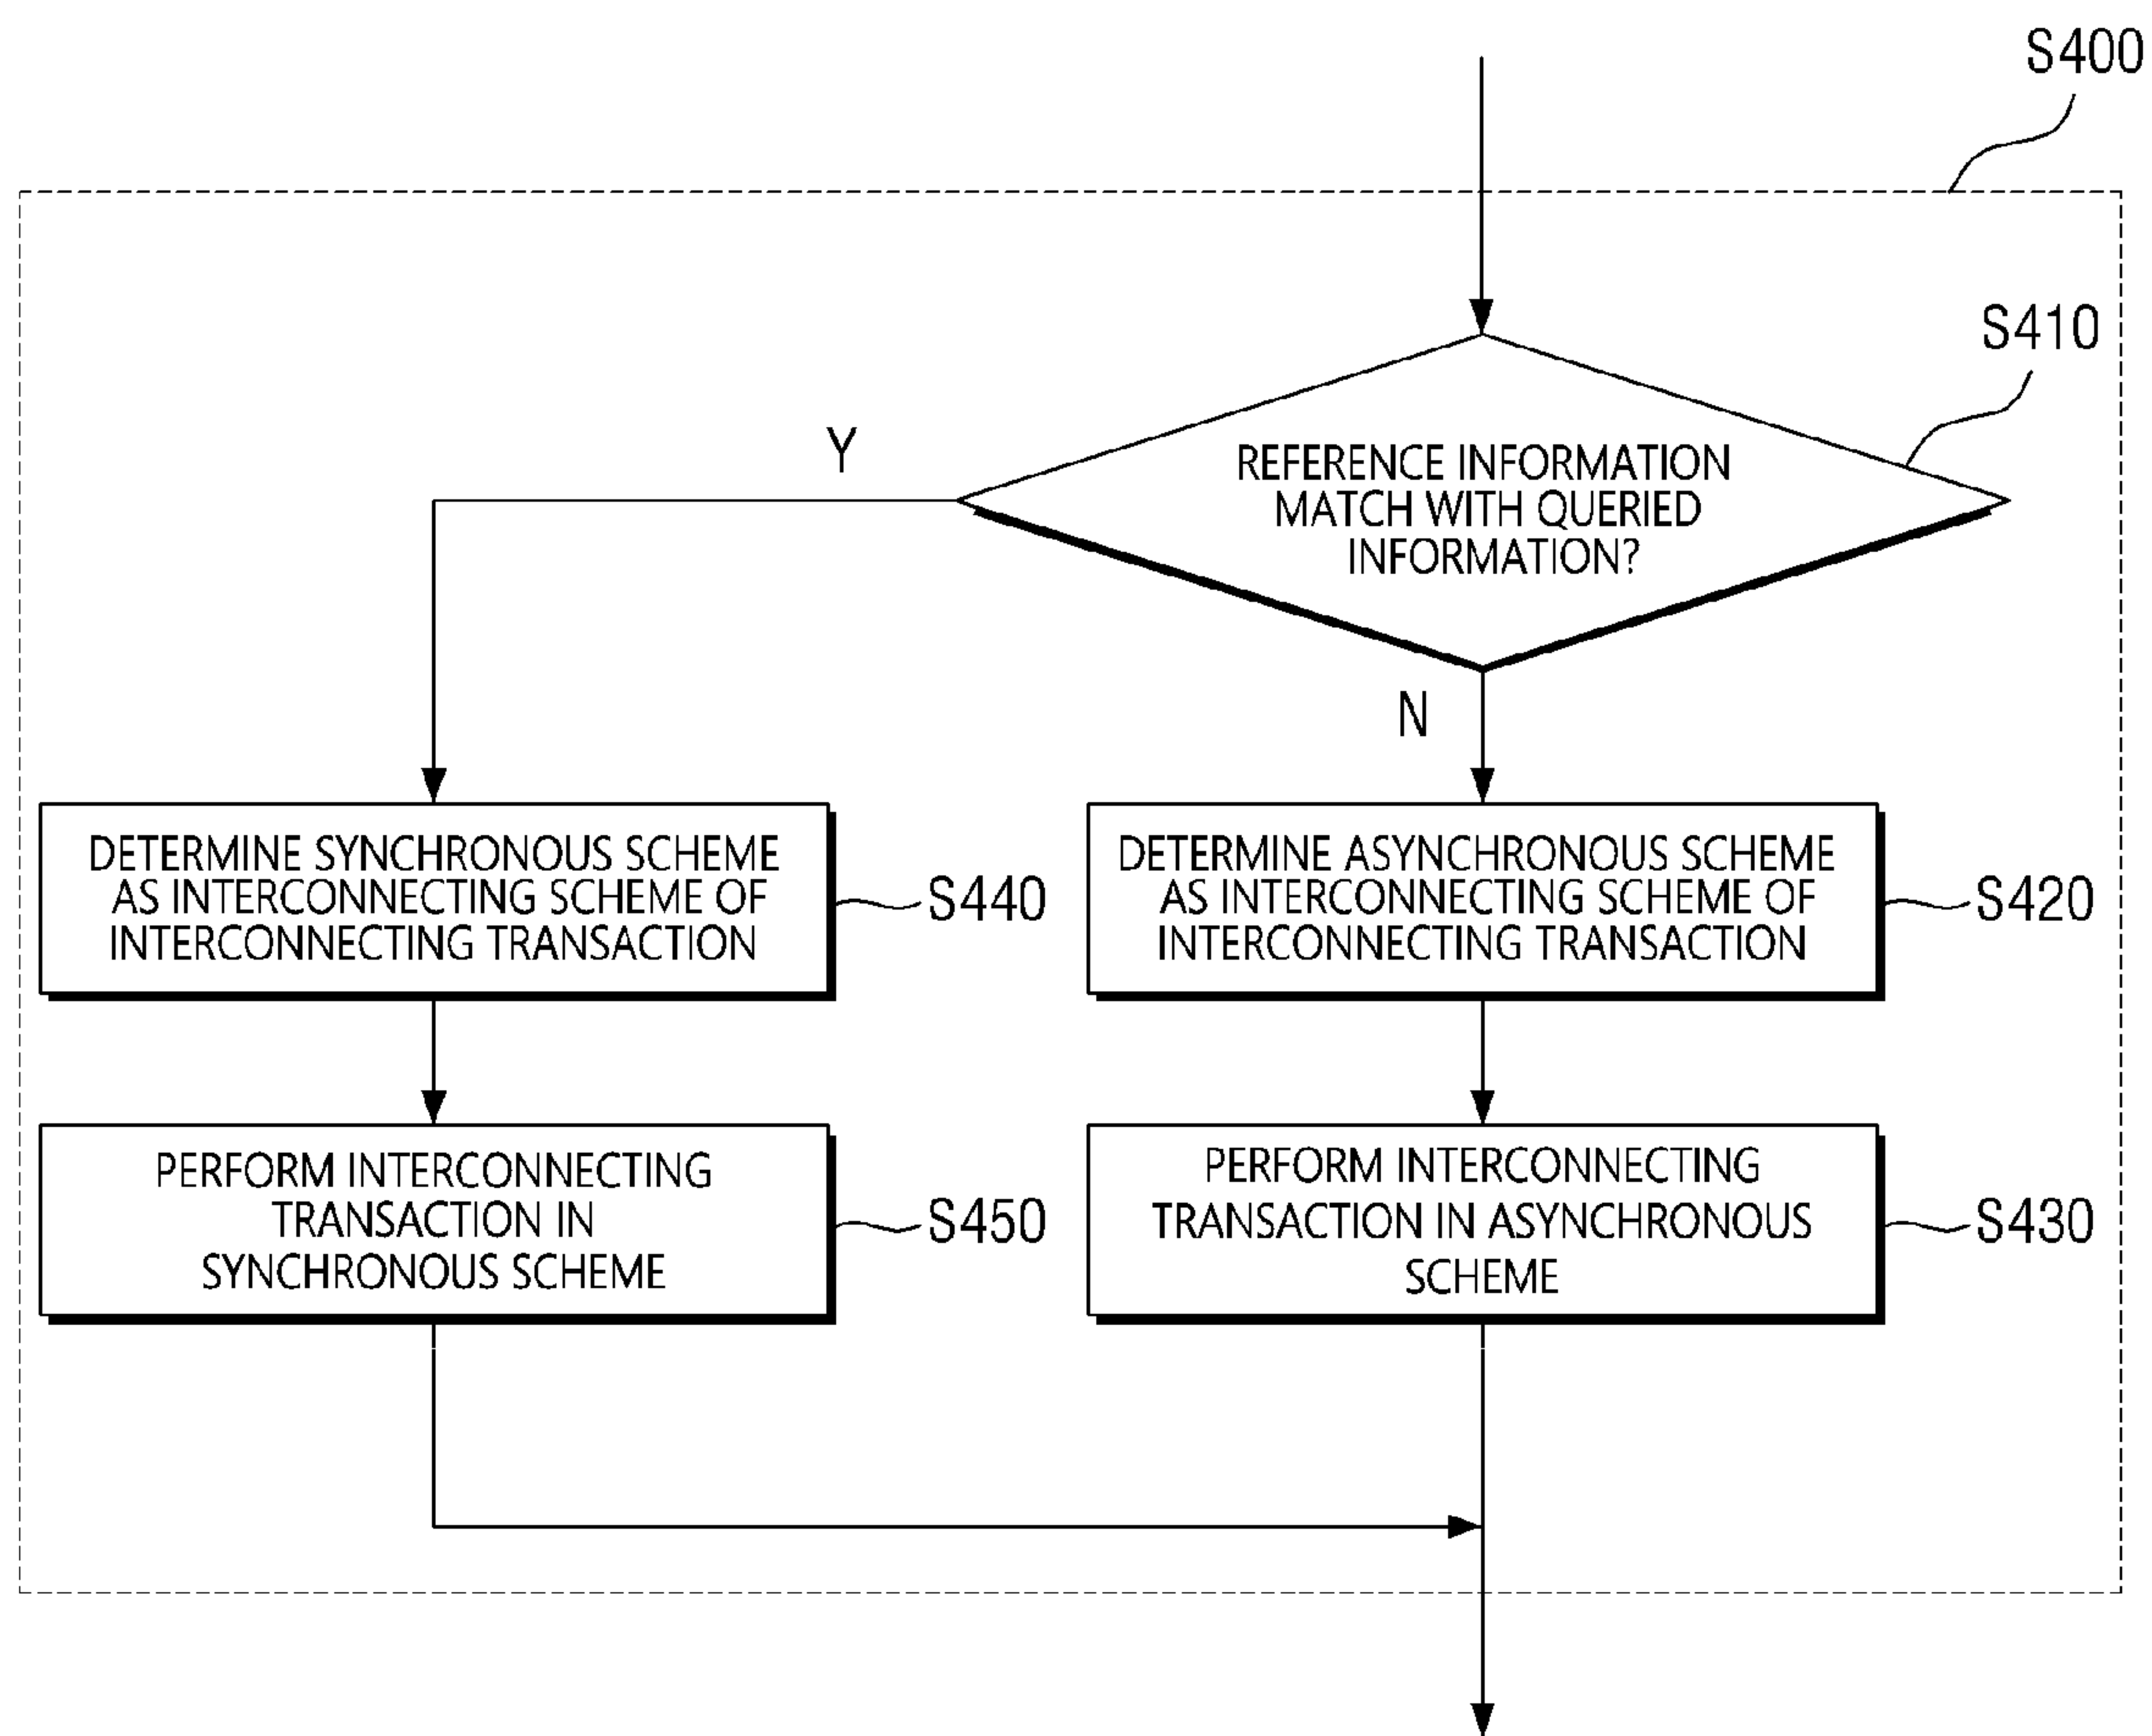 S400
S410
REFERENCE INFORMATION
MATCH WITH QUERIED
INFORMATION?
Y
N
DETERMINE SYNCHRONOUS SCHEME
AS INTERCONNECTING SCHEME OF
INTERCONNECTING TRANSACTION
S440
DETERMINE ASYNCHRONOUS SCHEME
AS INTERCONNECTING SCHEME OF
INTERCONNECTING TRANSACTION
S420
PERFORM INTERCONNECTING
TRANSACTION IN
SYNCHRONOUS SCHEME
S450
PERFORM INTERCONNECTING
TRANSACTION IN ASYNCHRONOUS
SCHEME
S430